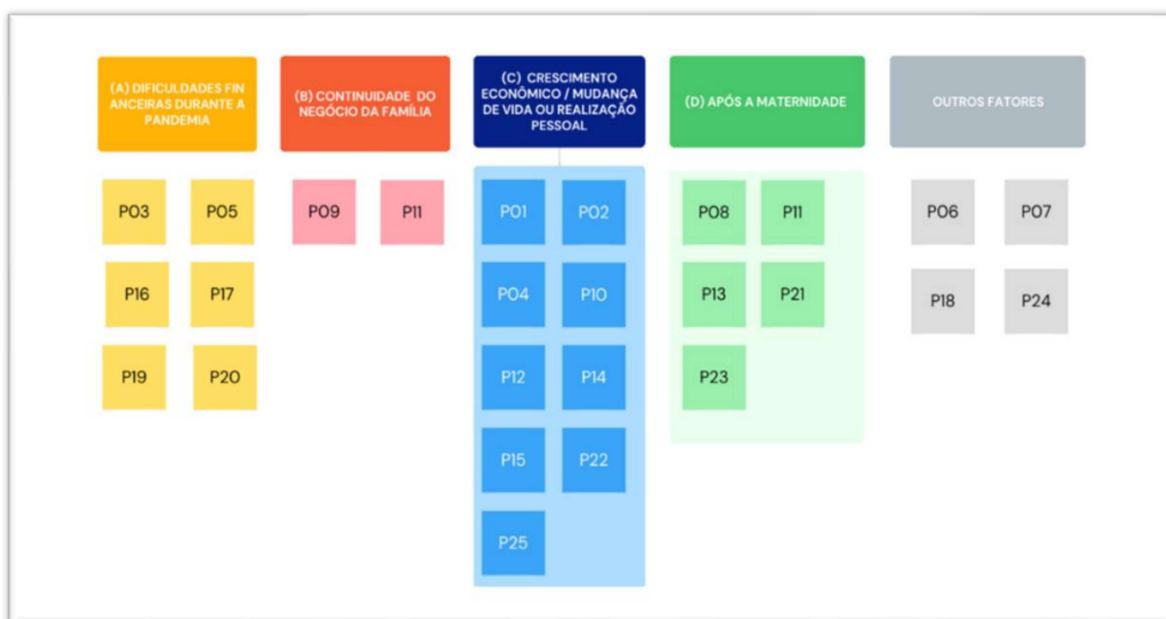 (A) DIFICULDADES FIN
ANCEIRAS DURANTE A
PANDEMIA
(B) CONTINUIDADE DO
NEGÓCIO DA FAMÍLIA
(C) CRESCIMENTO
ECONÔMICO / MUDANÇA
DE VIDA OU REALIZAÇÃO
PESSOAL
(D) APÓS A MATERNIDADE
OUTROS FATORES
P03 P05 P09 P11 P01 P02 P08 P11 P06 P07
P16 P17 P04 P10 P13 P21 P18 P24
P19 P20 P12 P14 P23
P15 P22
P25